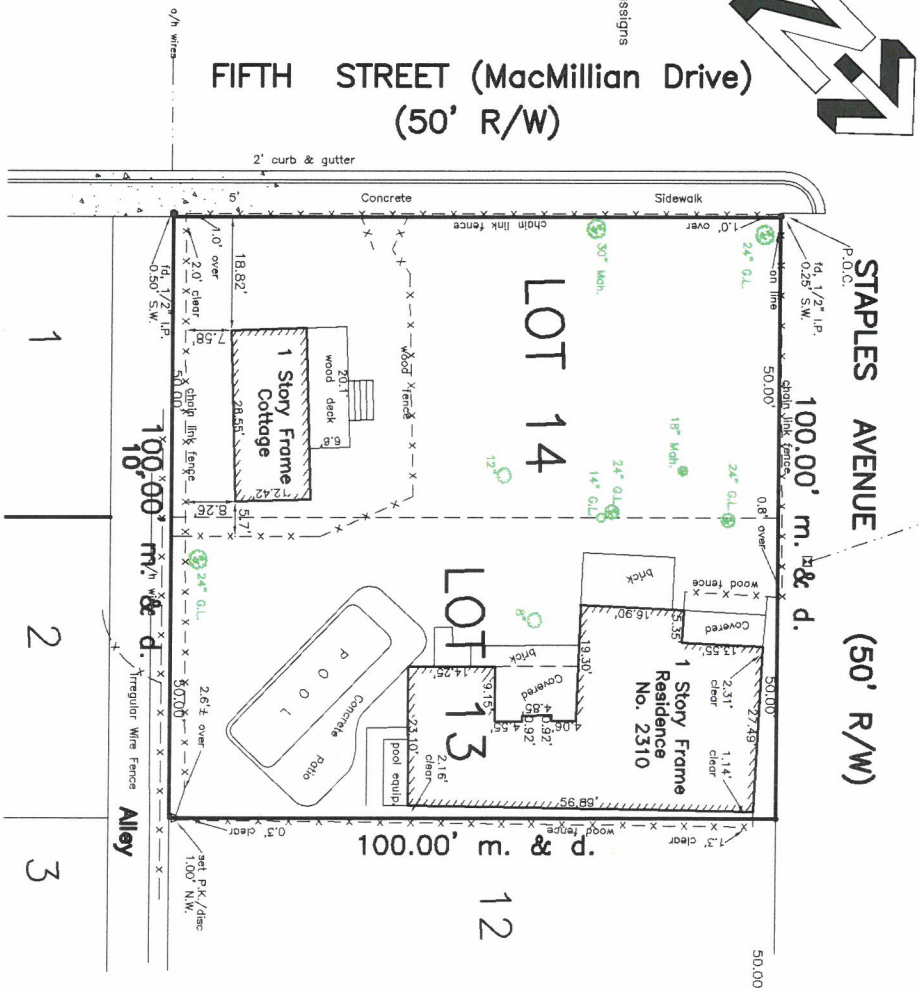 o/h wires
ssigns
N
FIFTH STREET (MacMillian Drive)
(50' R/W)
2' curb & gutter
5'
Concrete
Sidewalk
STAPLES AVENUE (50' R/W)
P.O.C.
fd. 1/2" I.P.
0.25' S.W.
100.00' m. & d.
50.00'
chain link fence
on line
0.8' over
50.00'
50.00
1.0' over
chain link fence
1.0' over
24" G.L.
30" Mah.
18" Mah.
24" G.L.
24" G.L.
14" G.L.
12"
8"
24" G.L.
LOT 14
LOT 13
18.82'
2.0' clear
fd. 1/2" I.P.
0.50' S.W.
7.58'
1 Story Frame
Cottage
28.55'
12.42'
20.1'
wood deck
6.6'
wood fence
8.26'
5.7'
50.00'
chain link fence
100.00' m. & d.
10'
o/h wires
50.00'
2.6'± over
Irregular Wire Fence
Alley
brick
wood fence
Covered
16.90'
5.35'
13.55'
2.31'
clear
27.49'
1.14'
clear
1 Story Frame
Residence
No. 2310
19.30'
brick
Covered
14.25'
9.15'
4.55'
0.92'
4.85'
0.92'
4.06'
23.10'
2.16'
clear
56.68'
POOL
Concrete
Patio
pool equip.
0.3' clear
wood fence
1.3' clear
100.00' m. & d.
set P.K./disc
1.00' N.W.
1
2
3
12